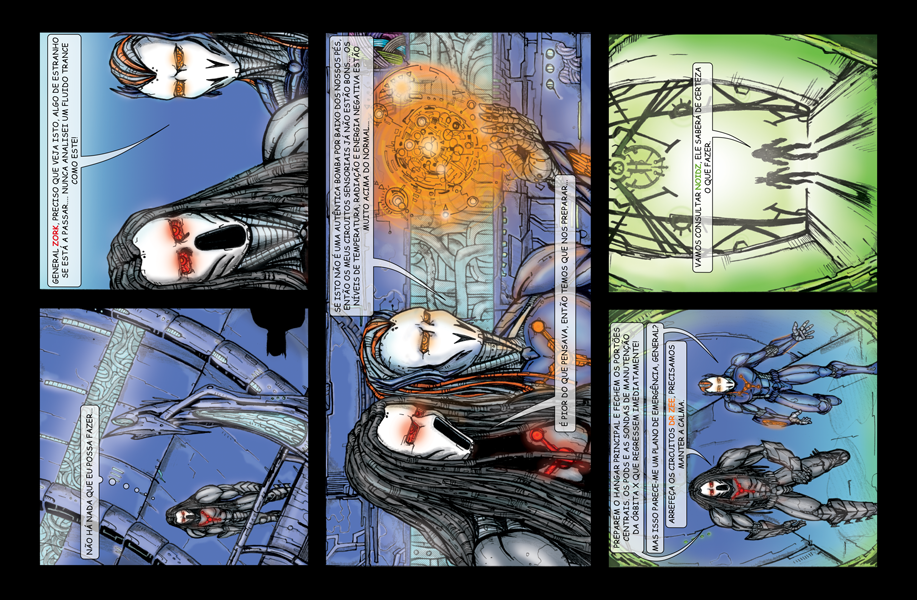 NÃO HÁ NADA QUE EU POSSA FAZER...
GENERAL ZORK, PRECISO QUE VEJA ISTO, ALGO DE ESTRANHO
SE ESTÁ A PASSAR.... NUNCA ANALISEI UM FLUIDO TRANCE
COMO ESTE!
SE ISTO NÃO É UMA AUTÊNTICA BOMBA POR BAIXO DOS NOSSOS PÉS,
ENTÃO OS MEUS CIRCUITOS SENSORIAIS JÁ NÃO ESTÃO BONS... OS
NÍVEIS DE TEMPERATURA, RADIAÇÃO E ENERGIA NEGATIVA ESTÃO
MUITO ACIMA DO NORMAL...
É PIOR DO QUE PENSAVA, ENTÃO TEMOS QUE NOS PREPARAR...
PREPAREM O HANGAR PRINCIPAL E FECHEM OS PORTÕES
CENTRAIS, OS PODS E AS SONDAS DE MANUTENÇÃO
DA ÓRBITA X QUE REGRESSEM IMEDIATAMENTE!
MAS ISSO PARECE-ME UM PLANO DE EMERGÊNCIA, GENERAL?
ARREFEÇA OS CIRCUITOS DR ZEE, PRECISAMOS
MANTER A CALMA.
VAMOS CONSULTAR NOIDZ, ELE SABERA DE CERTEZA
O QUE FAZER.